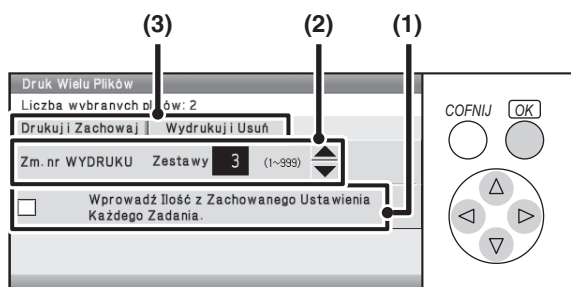 (3) (2) (1)
Druk Wielu Plików
Liczba wybranych plików: 2
Drukuj i Zachowaj Wydrukuj i Usuń
Zm. nr WYDRUKU Zestawy 3 (1~999)
Wprowadź Ilość z Zachowanego Ustawienia
Każdego Zadania.
COFNIJ OK